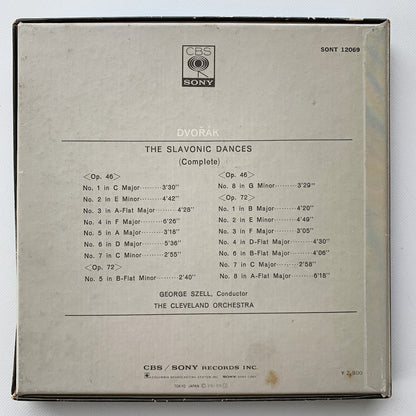 CBS
SONY
SONT 12069
DVOŘÁK
THE SLAVONIC DANCES
(Complete)
<Op. 46>
No. 1 in C Major·········3'30"
No. 2 in E Minor·········4'42"
No. 3 in A-Flat Major·········4'28"
No. 4 in F Major·········6'26"
No. 5 in A Major·········3'18"
No. 6 in D Major·········5'36"
No. 7 in C Minor·········2'55"
<Op. 72>
No. 5 in B-Flat Minor·········2'40"
<Op. 46>
No. 8 in G Minor·········3'29"
<Op. 72>
No. 1 in B Major·········4'20"
No. 2 in E Minor·········4'49"
No. 3 in F Major·········3'05"
No. 4 in D-Flat Major·········4'30"
No. 6 in B-Flat Major·········4'06"
No. 7 in C Major·········2'58"
No. 8 in A-Flat Major·········6'18"
GEORGE SZELL, Conductor
THE CLEVELAND ORCHESTRA
CBS / SONY RECORDS INC.
TOKYO JAPAN